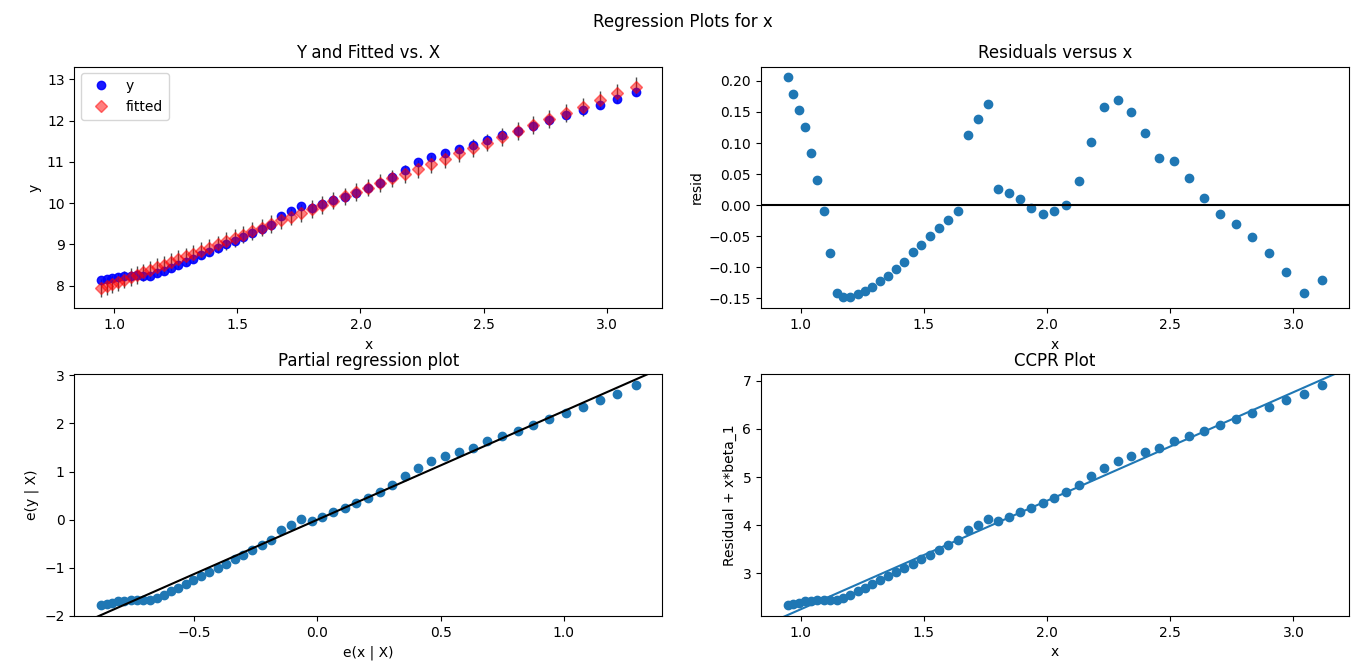 Regression Plots for x
Y and Fitted vs. X
y
fitted
13
12
11
10
9
8
y
1.0 1.5 2.0 2.5 3.0
x
Residuals versus x
0.20
0.15
0.10
0.05
0.00
−0.05
−0.10
−0.15
resid
1.0 1.5 2.0 2.5 3.0
x
Partial regression plot
3
2
1
0
−1
−2
e(y | X)
−0.5 0.0 0.5 1.0
e(x | X)
CCPR Plot
7
6
5
4
3
Residual + x*beta_1
1.0 1.5 2.0 2.5 3.0
x